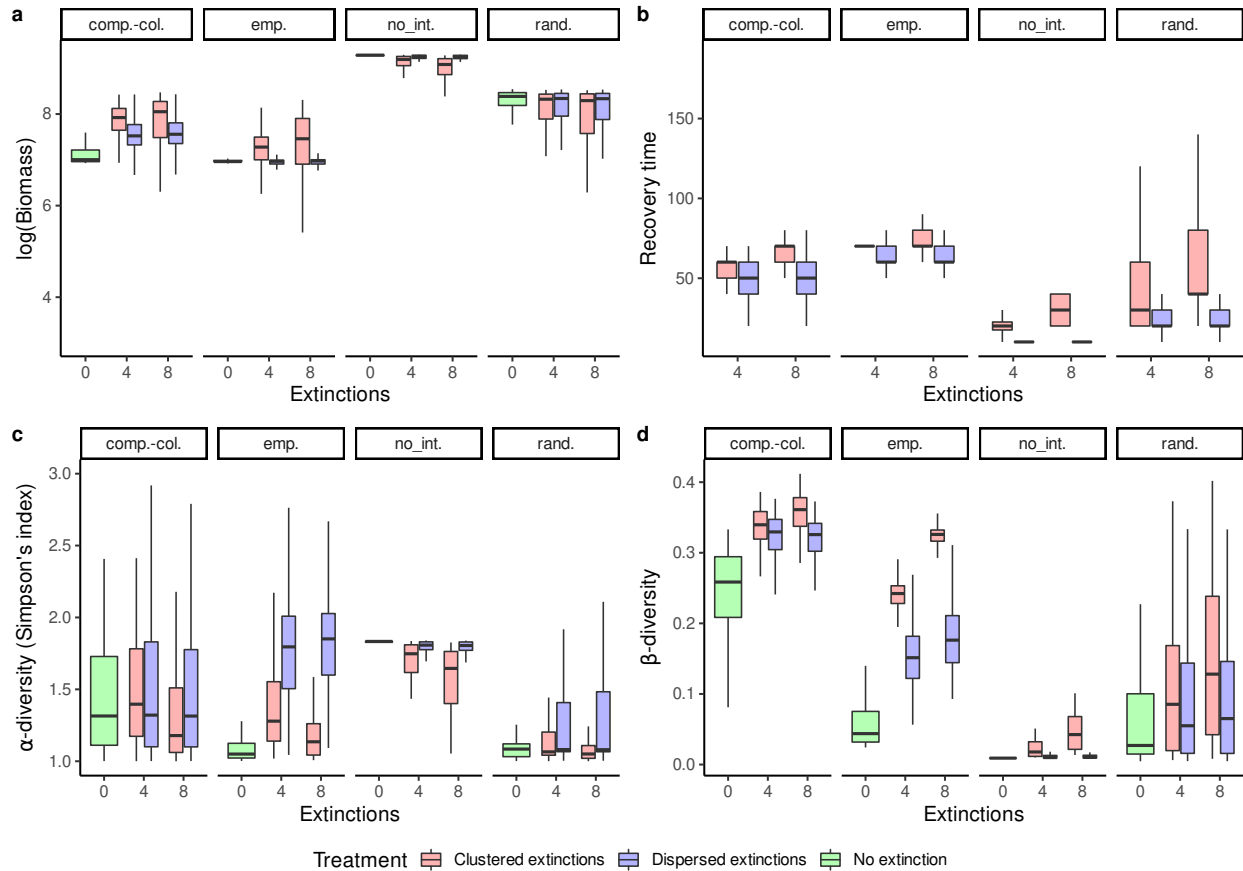 a
comp.-col. emp. no_int. rand.
log(Biomass)
8
6
4
0 4 8 0 4 8 0 4 8 0 4 8
Extinctions
b
comp.-col. emp. no_int. rand.
Recovery time
150
100
50
4 8 4 8 4 8 4 8
Extinctions
c
comp.-col. emp. no_int. rand.
α-diversity (Simpson's index)
3.0
2.5
2.0
1.5
1.0
0 4 8 0 4 8 0 4 8 0 4 8
Extinctions
d
comp.-col. emp. no_int. rand.
β-diversity
0.4
0.3
0.2
0.1
0.0
0 4 8 0 4 8 0 4 8 0 4 8
Extinctions
Treatment Clustered extinctions Dispersed extinctions No extinction